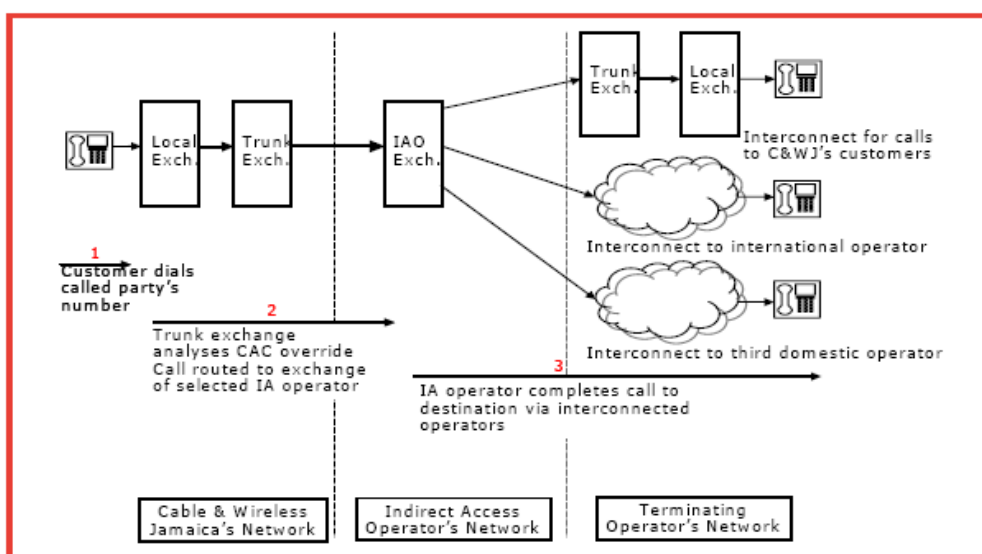 Local
Exch.
Trunk
Exch.
IAO
Exch.
Trunk
Exch.
Local
Exch.
Interconnect for calls
to C&WJ's customers
Interconnect to international operator
Interconnect to third domestic operator
1
Customer dials
called party's
number
2
Trunk exchange
analyses CAC override
Call routed to exchange
of selected IA operator
3
IA operator completes call to
destination via interconnected
operators
Cable & Wireless
Jamaica's Network
Indirect Access
Operator's Network
Terminating
Operator's Network